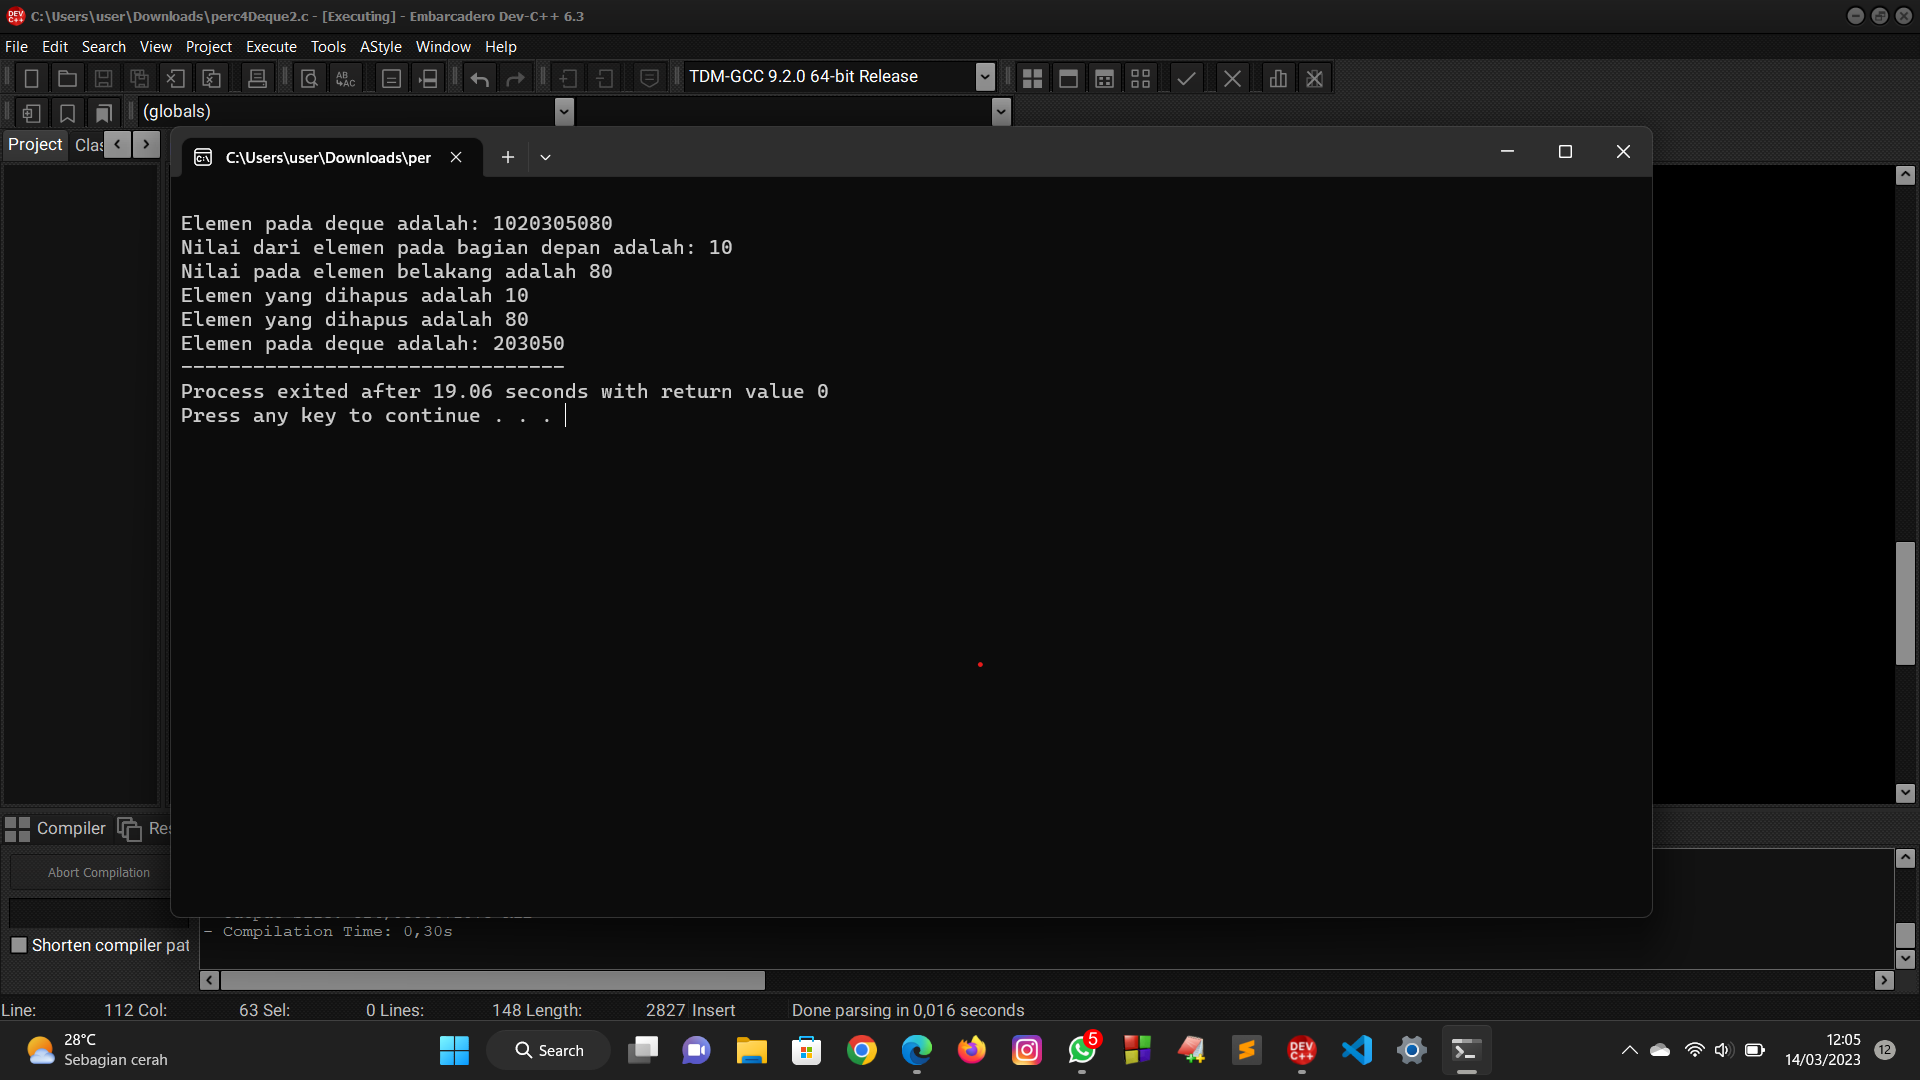 C:\Users\user\Downloads\perc4Deque2.c - [Executing] - Embarcadero Dev-C++ 6.3
File Edit Search View Project Execute Tools AStyle Window Help
TDM-GCC 9.2.0 64-bit Release
(globals)
Project Clas
C:\Users\user\Downloads\per
Elemen pada deque adalah: 1020305080
Nilai dari elemen pada bagian depan adalah: 10
Nilai pada elemen belakang adalah 80
Elemen yang dihapus adalah 10
Elemen yang dihapus adalah 80
Elemen pada deque adalah: 203050
--------------------------------
Process exited after 19.06 seconds with return value 0
Press any key to continue . . .
Compiler Res
Abort Compilation
- Compilation Time: 0,30s
Shorten compiler pat
Line: 112 Col: 63 Sel: 0 Lines: 148 Length: 2827 Insert Done parsing in 0,016 seconds
28°C
Sebagian cerah
Search
5
DEV C++
12:05
14/03/2023
12